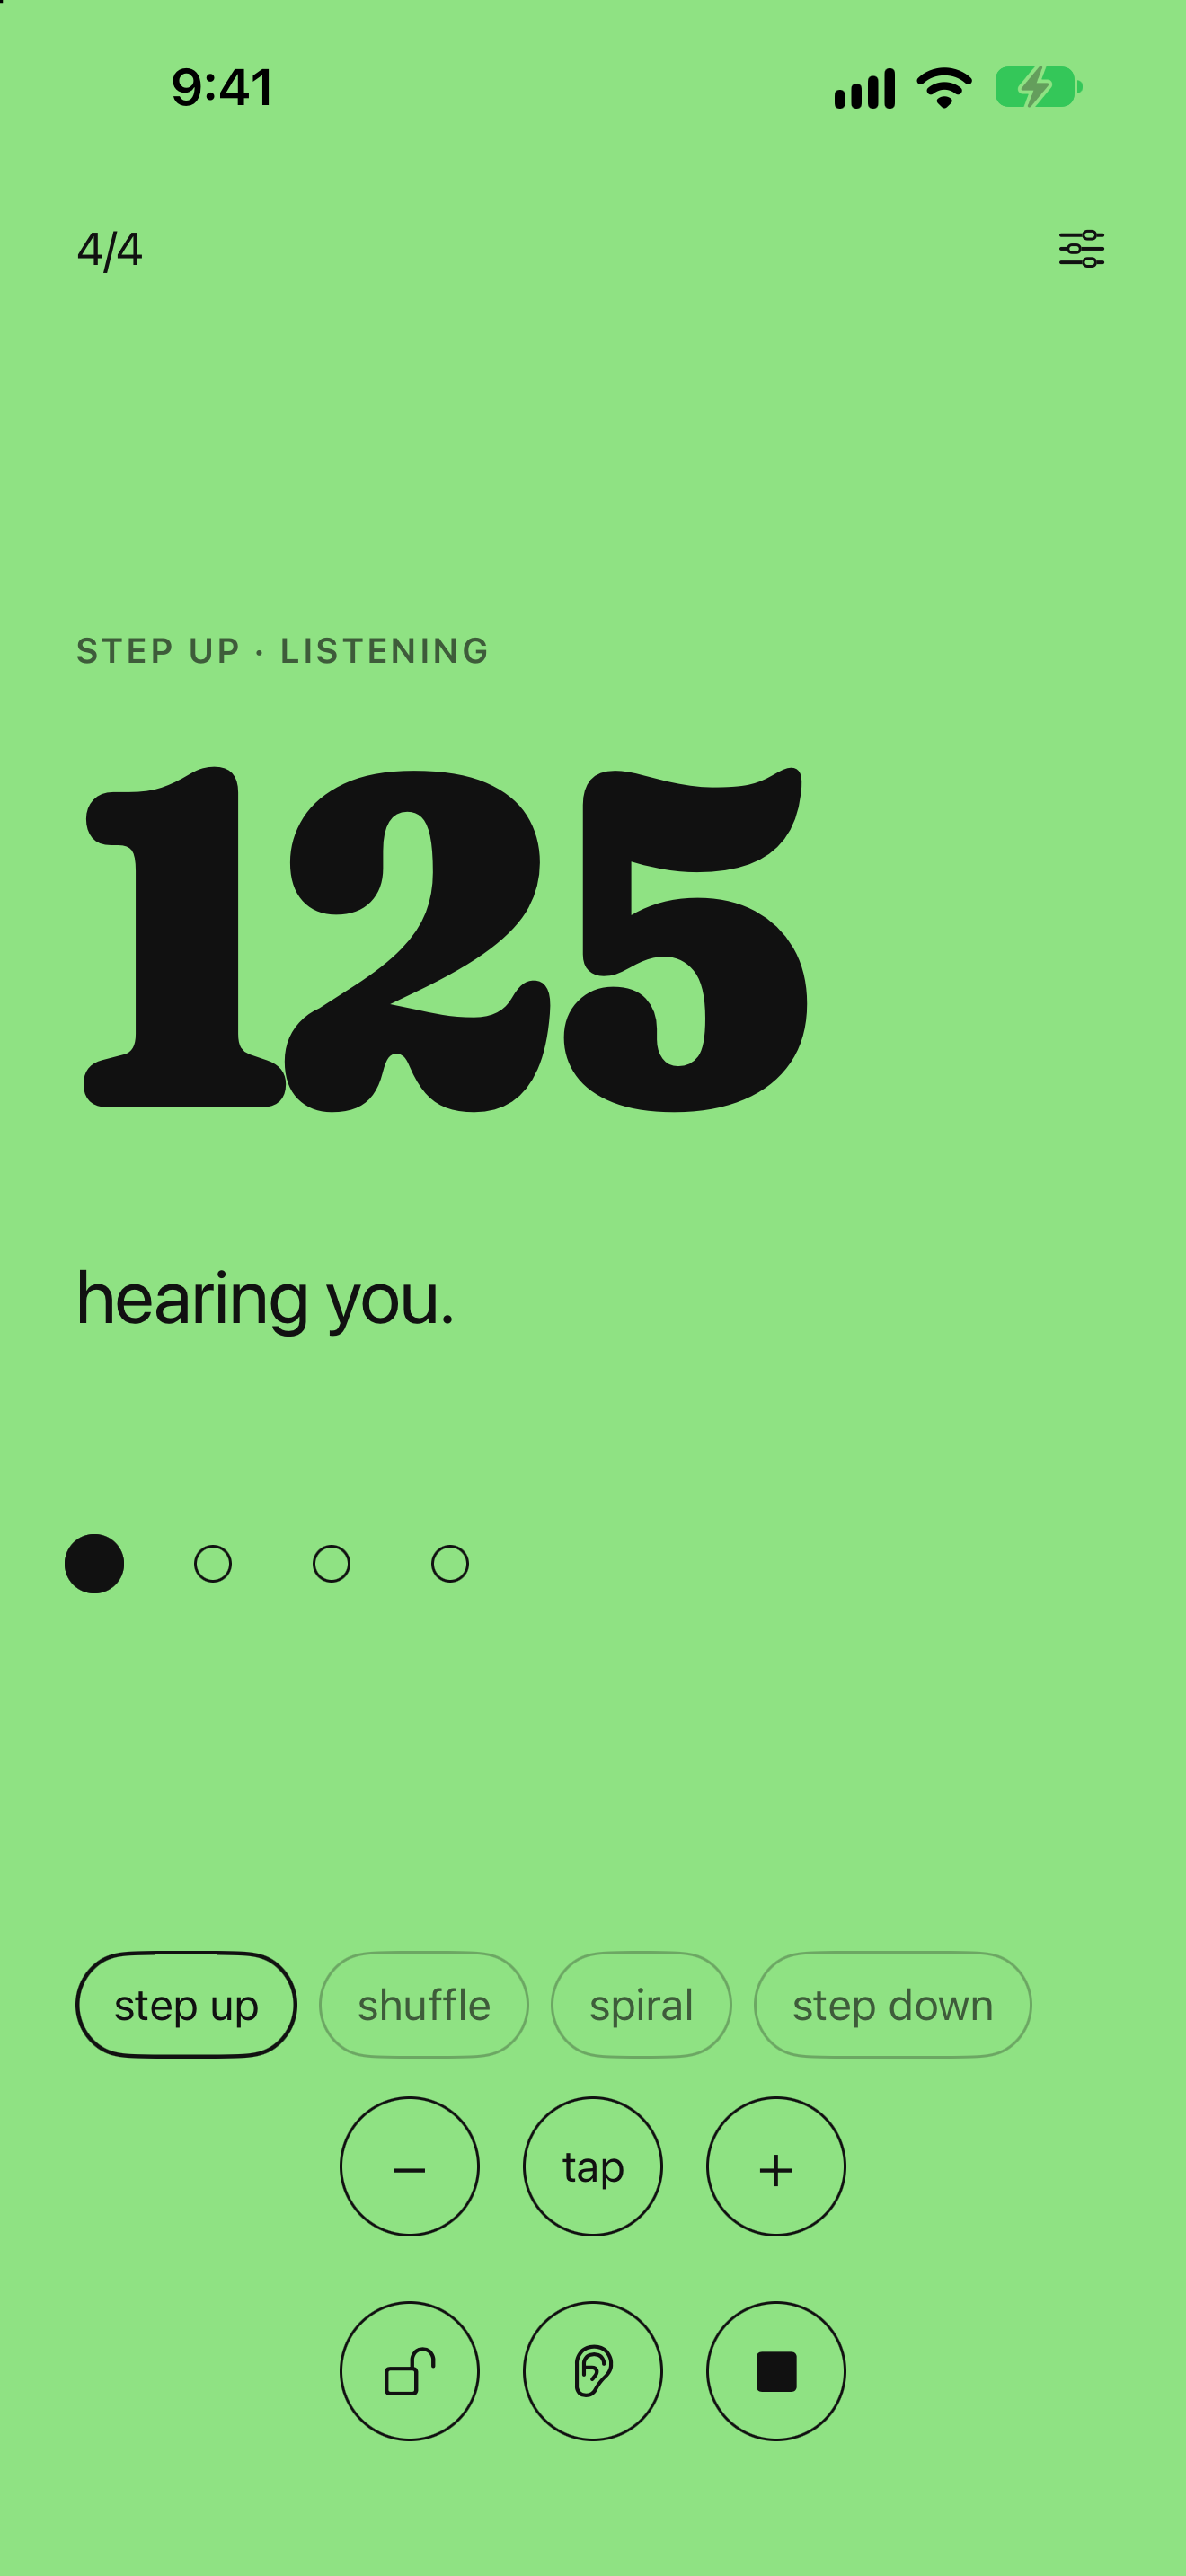 9:41
4/4
STEP UP · LISTENING
125
hearing you.
step up shuffle spiral step down
− tap +